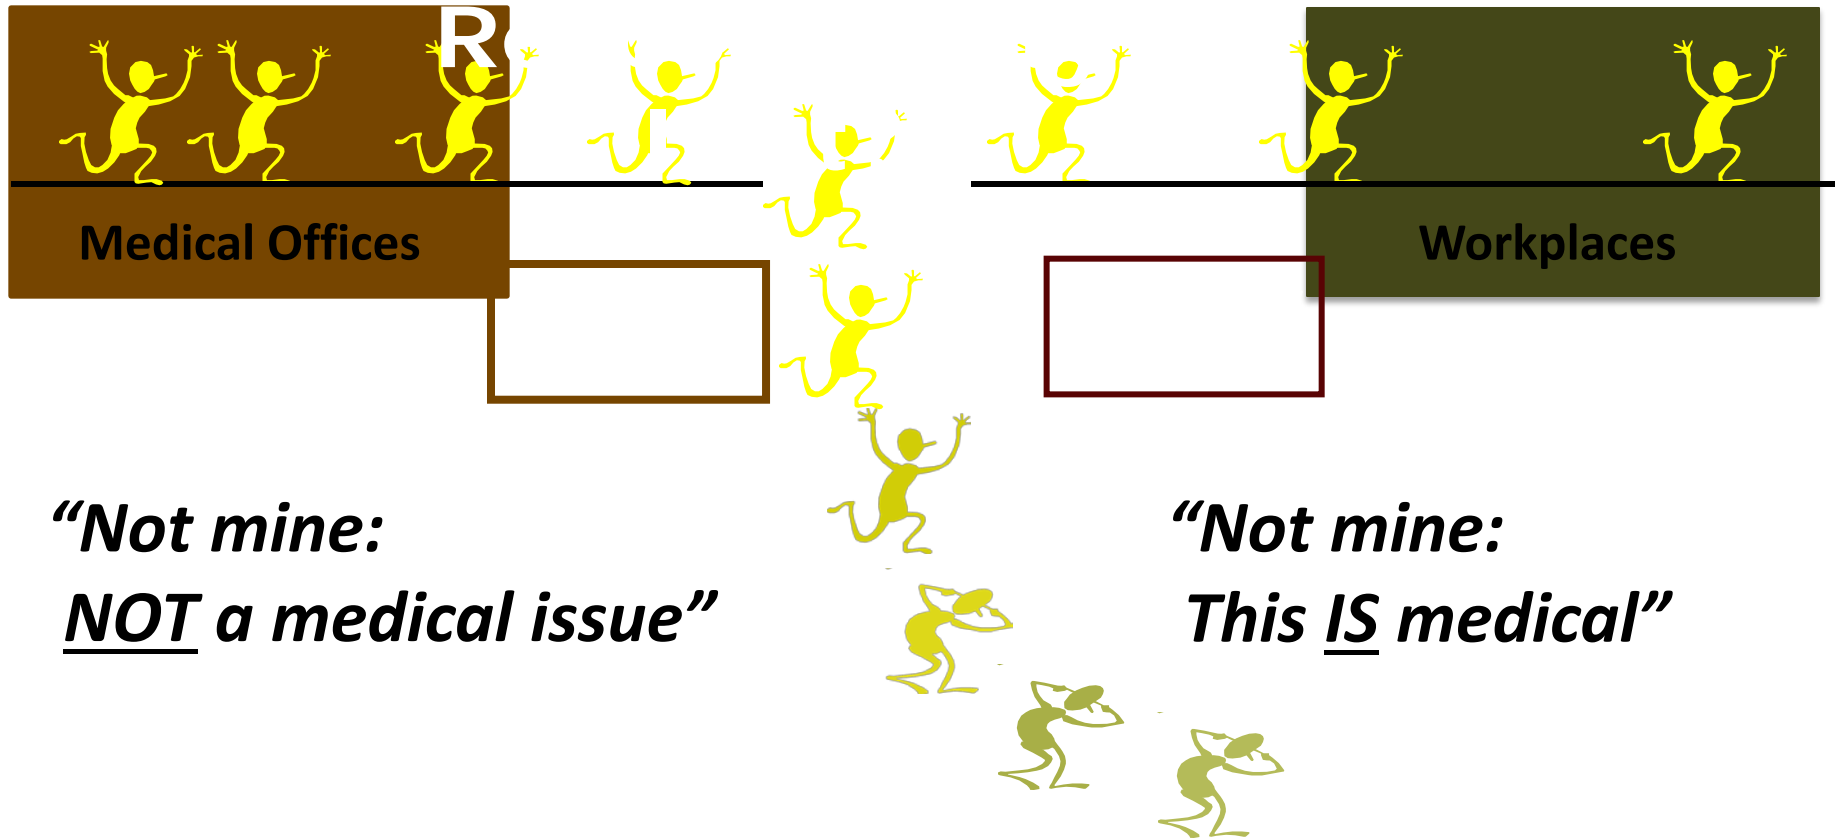 Medical Offices
Workplaces
“Not mine:
NOT a medical issue”
“Not mine:
This IS medical”